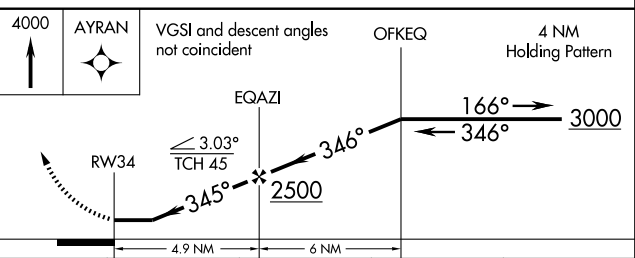 4000
AYRAN
VGSI and descent angles
not coincident
OFKEQ
4 NM
Holding Pattern
EQAZI
166°
346°
3000
3.03°
TCH 45
346°
RW34
345°
2500
4.9 NM
6 NM